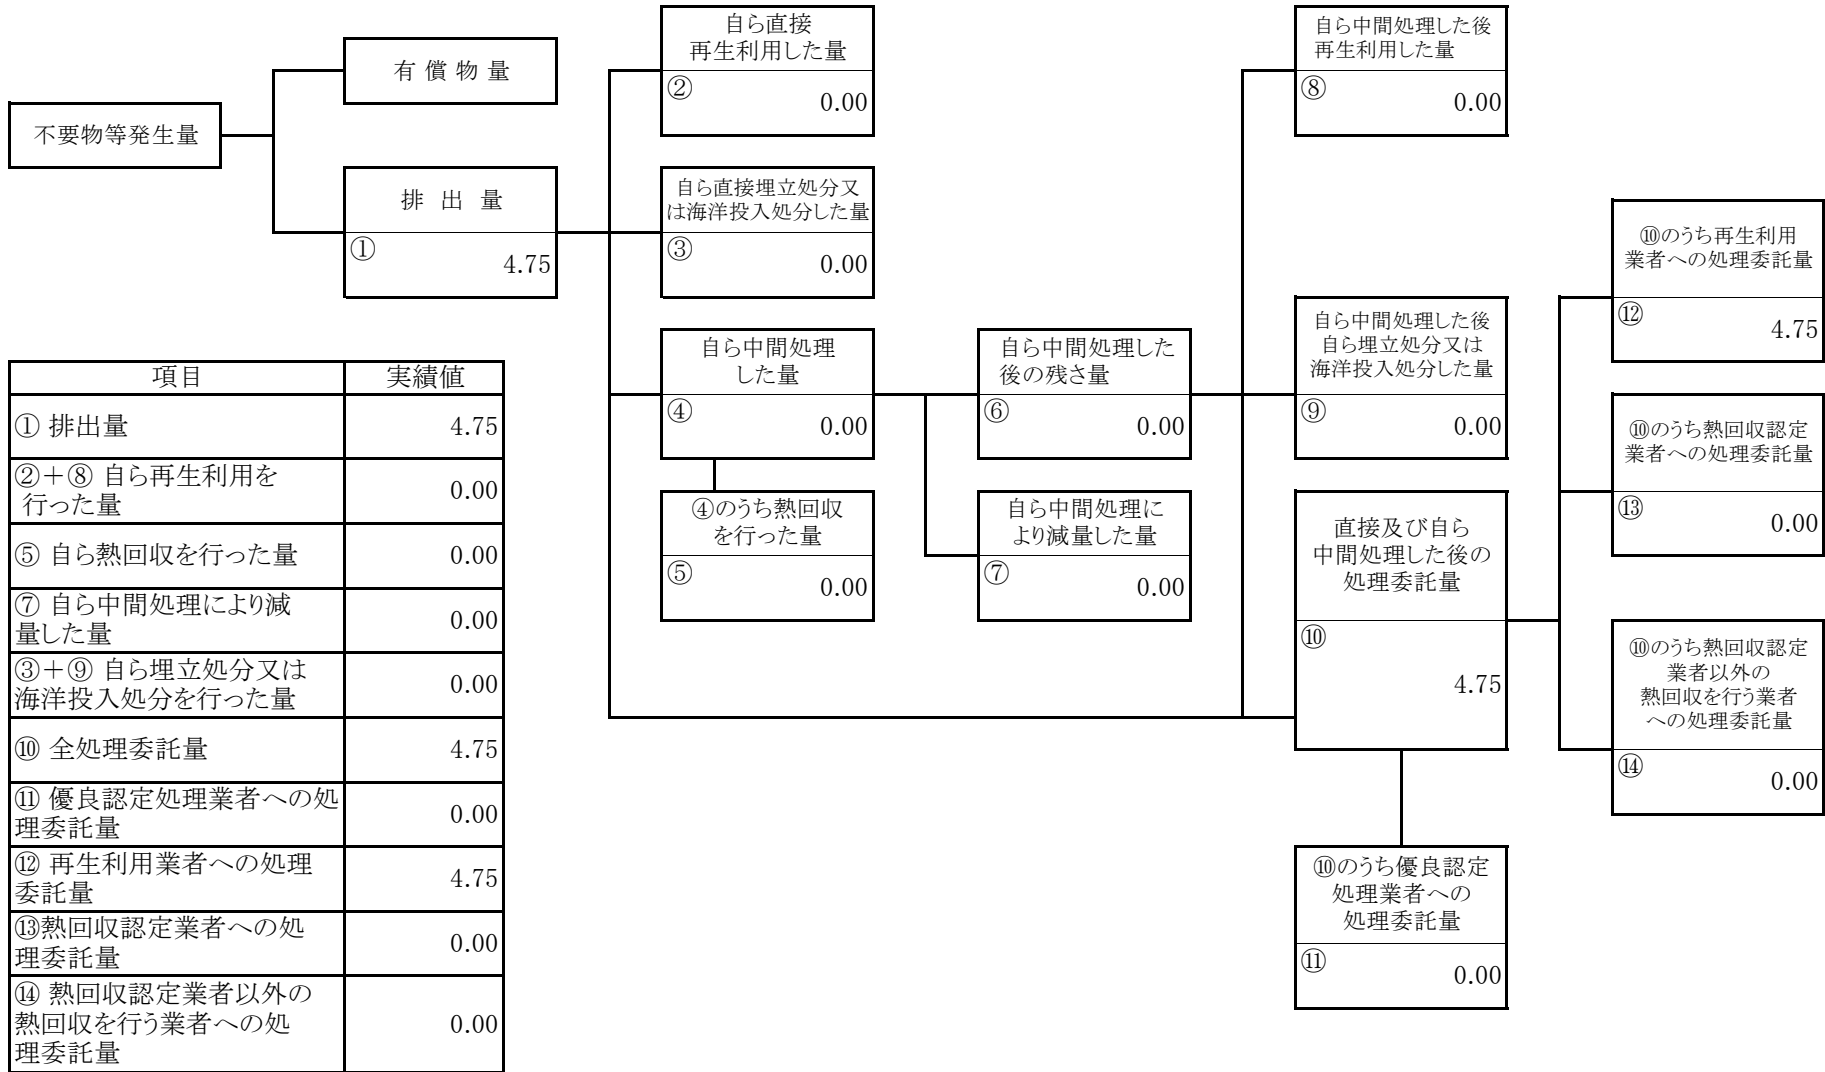 不要物等発生量
有償物量
排出量
①
4.75
自ら直接
再生利用した量
②
0.00
自ら直接埋立処分又
は海洋投入処分した量
③
0.00
自ら中間処理
した量
④
0.00
④のうち熱回収
を行った量
⑤
0.00
自ら中間処理した
後の残さ量
⑥
0.00
自ら中間処理に
より減量した量
⑦
0.00
自ら中間処理した後
再生利用した量
⑧
0.00
自ら中間処理した後
自ら埋立処分又は
海洋投入処分した量
⑨
0.00
直接及び自ら
中間処理した後の
処理委託量
⑩
4.75
⑩のうち優良認定
処理業者への
処理委託量
⑪
0.00
⑩のうち再生利用
業者への処理委託量
⑫
4.75
⑩のうち熱回収認定
業者への処理委託量
⑬
0.00
⑩のうち熱回収認定
業者以外の
熱回収を行う業者
への処理委託量
⑭
0.00
項目 実績値
① 排出量 4.75
②+⑧ 自ら再生利用を
行った量 0.00
⑤ 自ら熱回収を行った量 0.00
⑦ 自ら中間処理により減
量した量 0.00
③+⑨ 自ら埋立処分又は
海洋投入処分を行った量 0.00
⑩ 全処理委託量 4.75
⑪ 優良認定処理業者への処
理委託量 0.00
⑫ 再生利用業者への処理
委託量 4.75
⑬熱回収認定業者への処
理委託量 0.00
⑭ 熱回収認定業者以外の
熱回収を行う業者への処
理委託量 0.00